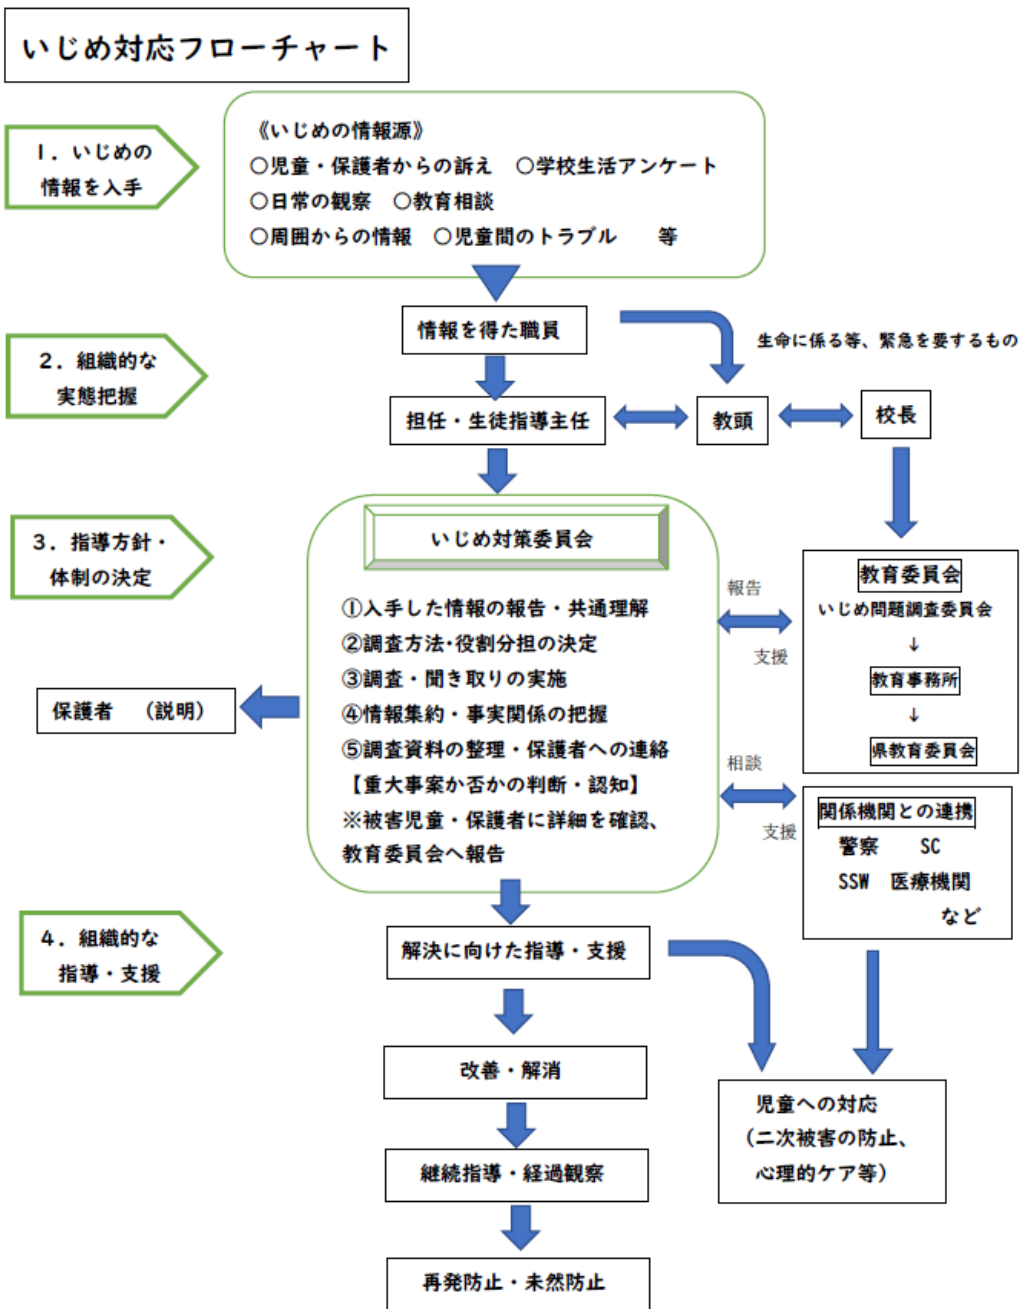 いじめ対応フローチャート
1．いじめの
情報を入手
《いじめの情報源》
○児童・保護者からの訴え　○学校生活アンケート
○日常の観察　○教育相談
○周囲からの情報　○児童間のトラブル　　等
2．組織的な
実態把握
情報を得た職員
生命に係る等、緊急を要するもの
担任・生徒指導主任
教頭
校長
3．指導方針・
体制の決定
いじめ対策委員会
①入手した情報の報告・共通理解
②調査方法・役割分担の決定
③調査・聞き取りの実施
④情報集約・事実関係の把握
⑤調査資料の整理・保護者への連絡
【重大事案か否かの判断・認知】
※被害児童・保護者に詳細を確認、
教育委員会へ報告
保護者　（説明）
報告
支援
教育委員会
いじめ問題調査委員会
↓
教育事務所
↓
県教育委員会
相談
支援
関係機関との連携
警察　　SC
SSW　医療機関
など
4．組織的な
指導・支援
解決に向けた指導・支援
改善・解消
継続指導・経過観察
再発防止・未然防止
児童への対応
（二次被害の防止、
心理的ケア等）